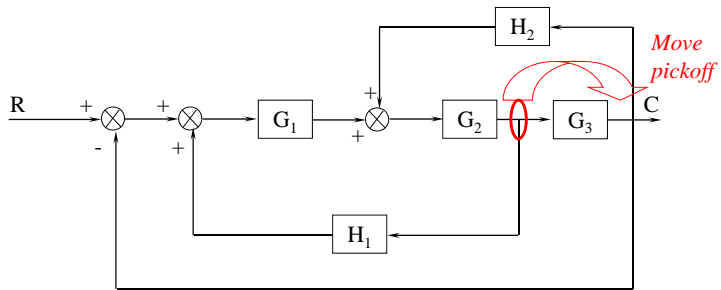 H₂
Move
pickoff
+
R
+
+
G₁
+
G₂
G₃
C
-
+
H₁